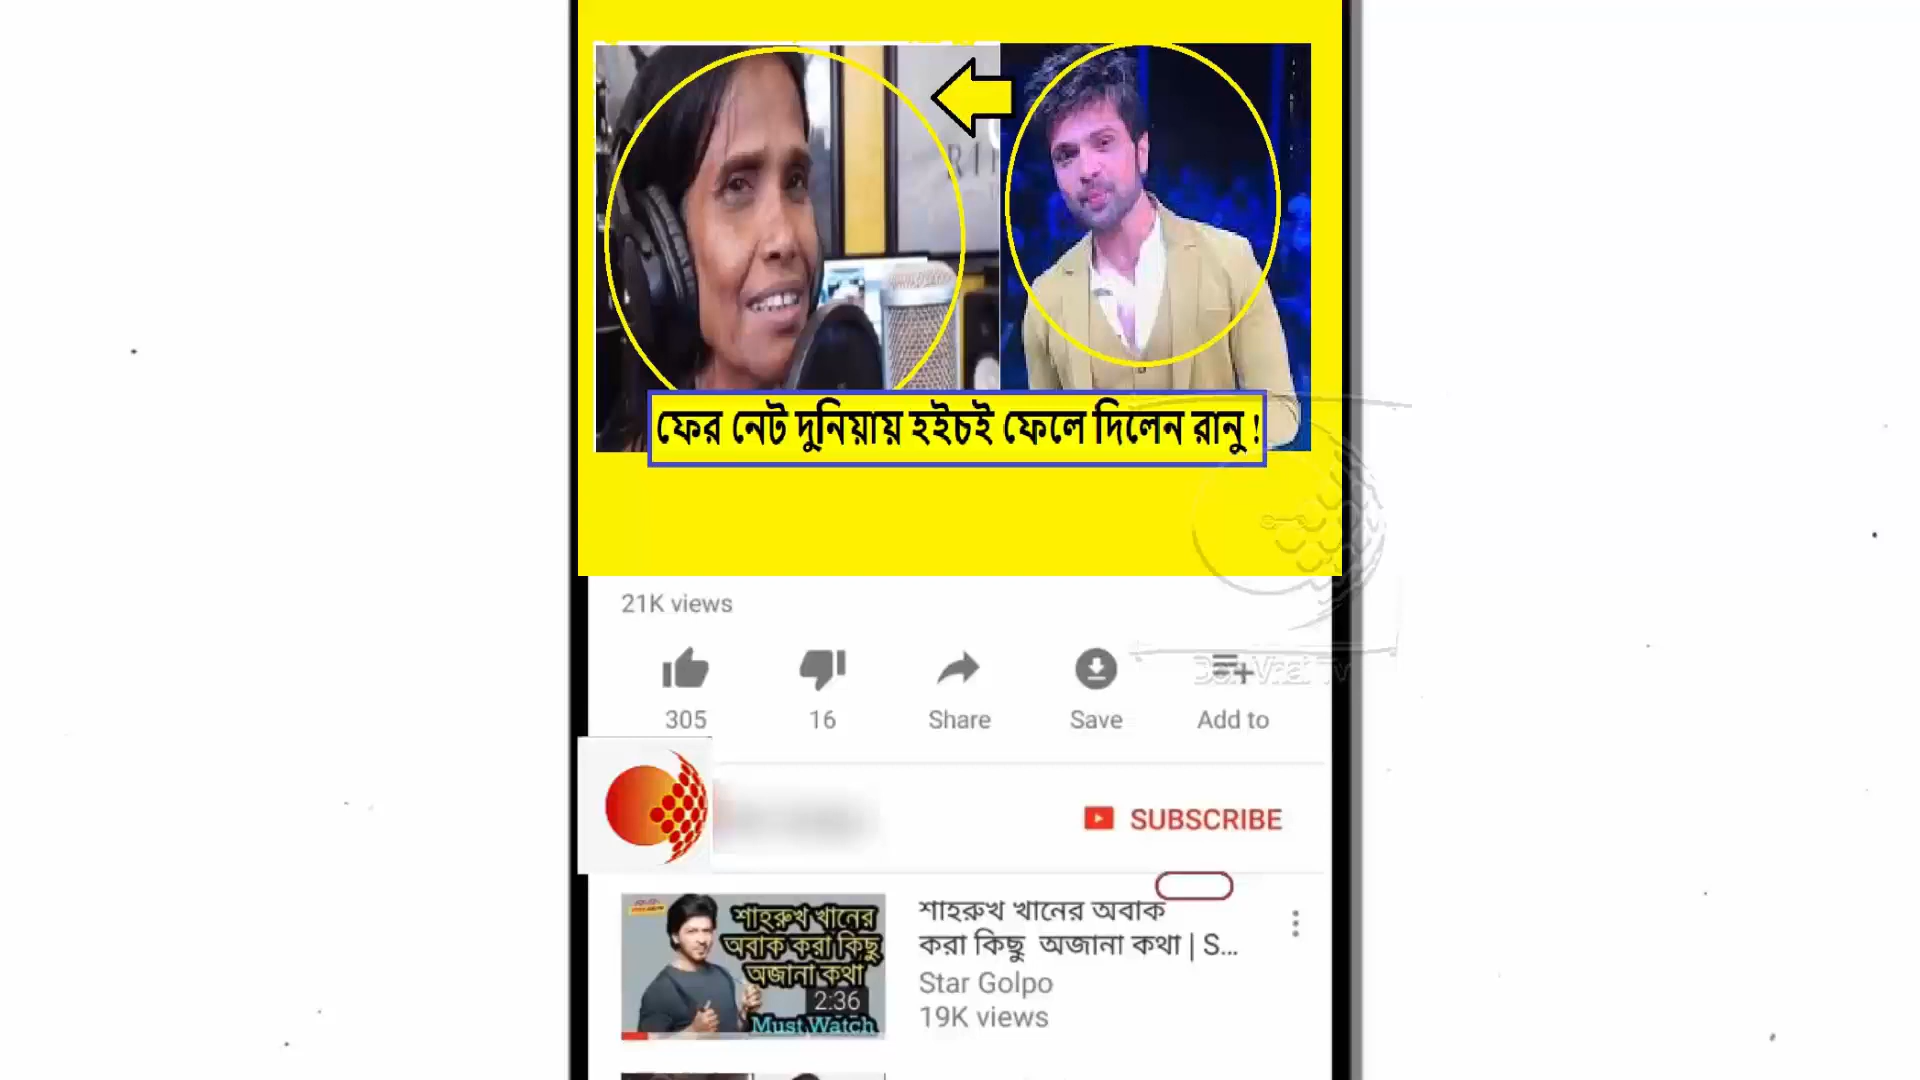 ফের নেট দুনিয়ায় হইচই ফেলে দিলেন রানু !
21K views
305
16
Share
Save
Add to
SUBSCRIBE
শাহরুখ খানের
অবাক করা কিছু
অজানা কথা
2:36
Must Watch
শাহরুখ খানের অবাক
করা কিছু অজানা কথা | S...
Star Golpo
19K views